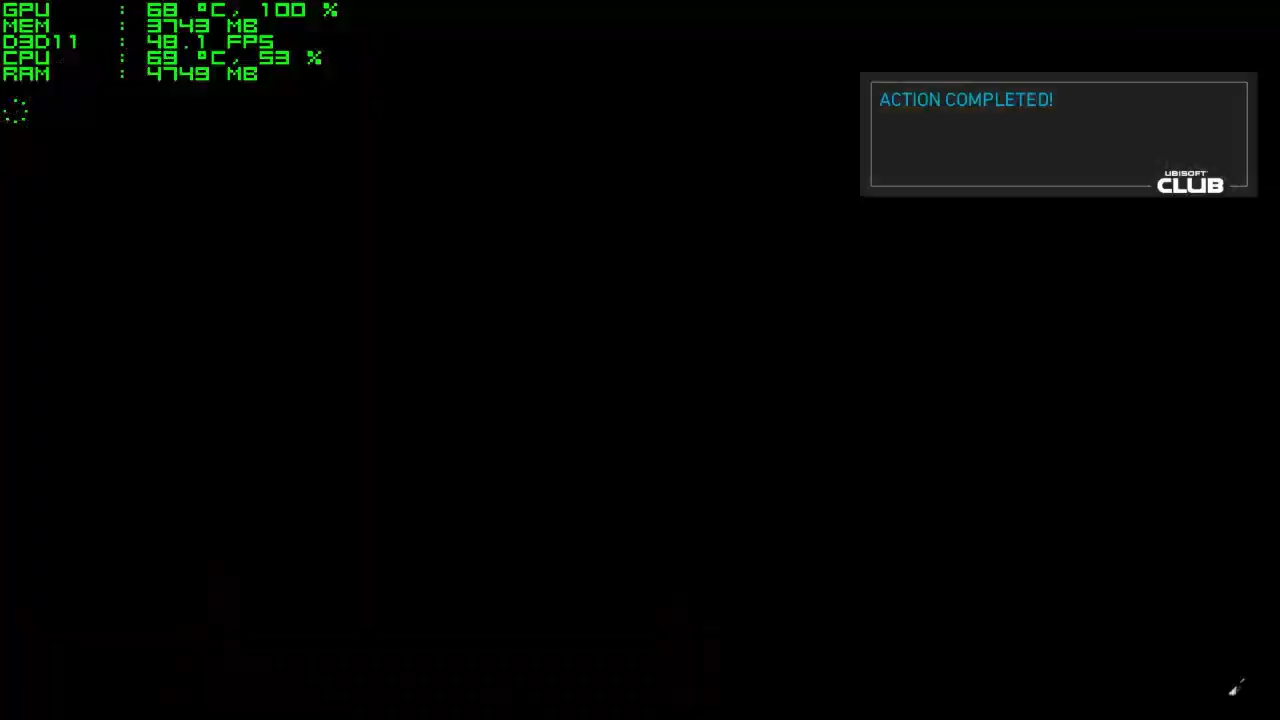 GPU : 68 °C, 100 %
MEM : 3743 MB
D3D11 : 48.1 FPS
CPU : 69 °C, 53 %
RAM : 4749 MB
ACTION COMPLETED!
UBISOFT
CLUB